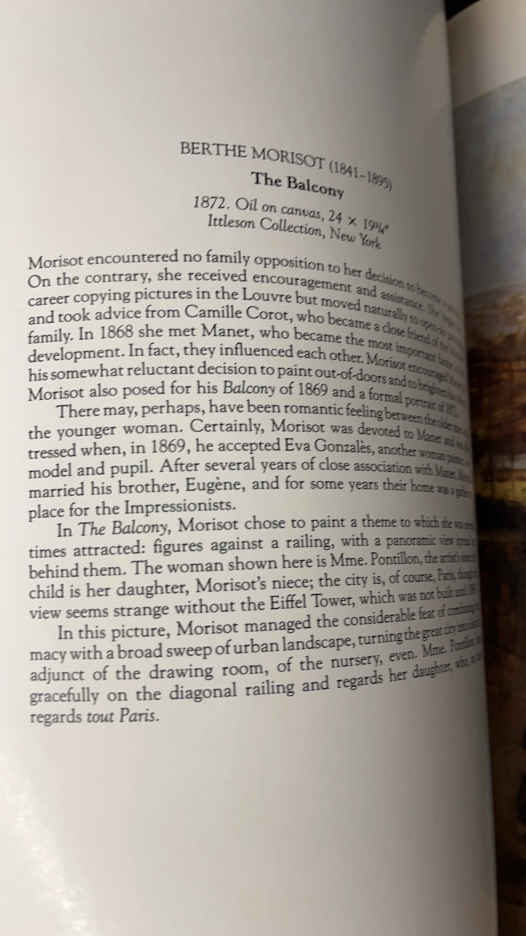 BERTHE MORISOT (1841–1895)
The Balcony
1872. Oil on canvas, 24 × 19¾"
Ittleson Collection, New York
Morisot encountered no family opposition to her decision to become
On the contrary, she received encouragement and assistance. She began
career copying pictures in the Louvre but moved naturally to open-air
and took advice from Camille Corot, who became a close friend of the
family. In 1868 she met Manet, who became the most important factor
development. In fact, they influenced each other. Morisot encouraged
his somewhat reluctant decision to paint out-of-doors and to brighten
Morisot also posed for his Balcony of 1869 and a formal portrait of
There may, perhaps, have been romantic feeling between the older man
the younger woman. Certainly, Morisot was devoted to Manet and
tressed when, in 1869, he accepted Eva Gonzalès, another woman painter,
model and pupil. After several years of close association with Manet,
married his brother, Eugène, and for some years their home was a
place for the Impressionists.
In The Balcony, Morisot chose to paint a theme to which she was
times attracted: figures against a railing, with a panoramic view
behind them. The woman shown here is Mme. Pontillon, the artist's
child is her daughter, Morisot's niece; the city is, of course, Paris, though
view seems strange without the Eiffel Tower, which was not built until
In this picture, Morisot managed the considerable feat of combining
macy with a broad sweep of urban landscape, turning the great city into
adjunct of the drawing room, of the nursery, even. Mme. Pontillon
gracefully on the diagonal railing and regards her daughter, who, in
regards tout Paris.